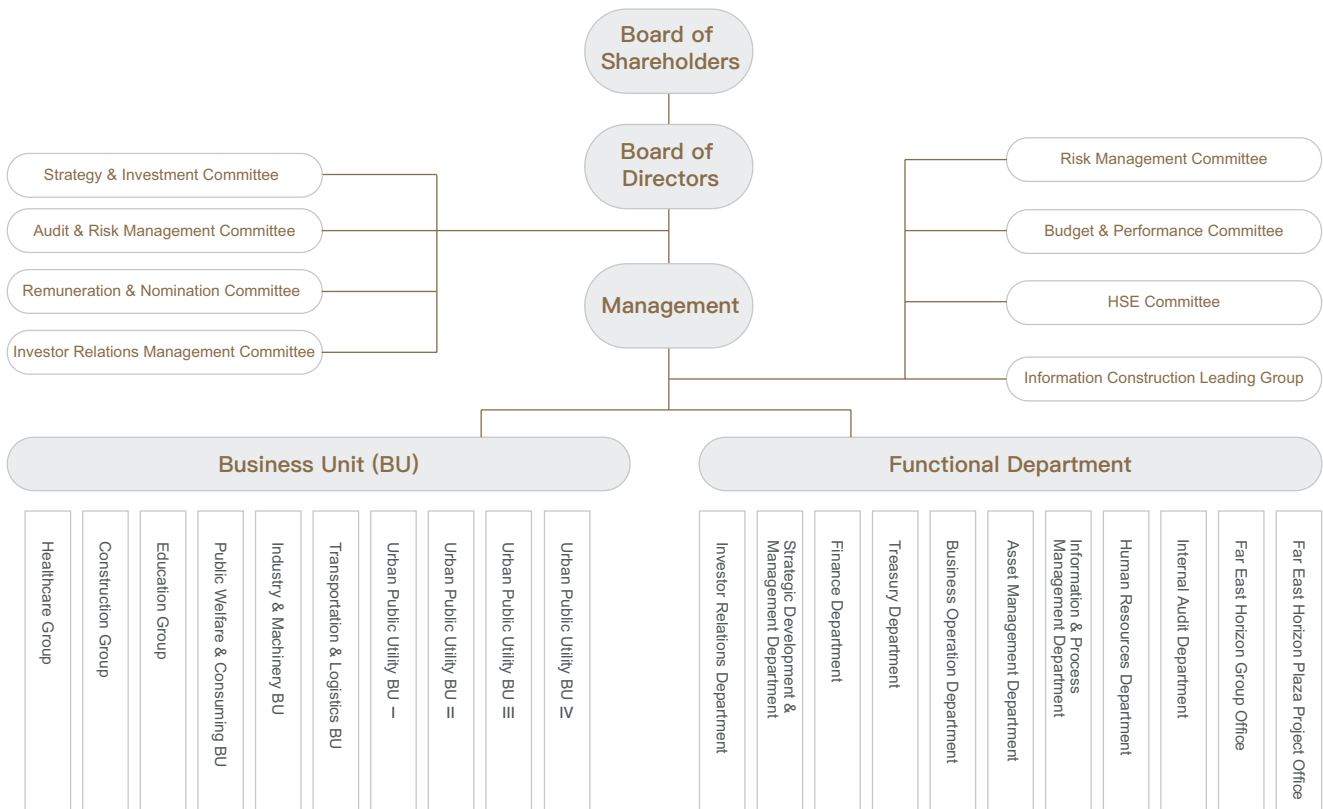 Board of
Shareholders
Board of
Directors
Management
Strategy & Investment Committee
Audit & Risk Management Committee
Remuneration & Nomination Committee
Investor Relations Management Committee
Risk Management Committee
Budget & Performance Committee
HSE Committee
Information Construction Leading Group
Business Unit (BU)
Functional Department
Healthcare Group
Construction Group
Education Group
Public Welfare & Consuming BU
Industry & Machinery BU
Transportation & Logistics BU
Urban Public Utility BU I
Urban Public Utility BU II
Urban Public Utility BU III
Urban Public Utility BU IV
Investor Relations Department
Strategic Development &
Management Department
Finance Department
Treasury Department
Business Operation Department
Asset Management Department
Information & Process
Management Department
Human Resources Department
Internal Audit Department
Far East Horizon Group Office
Far East Horizon Plaza Project Office